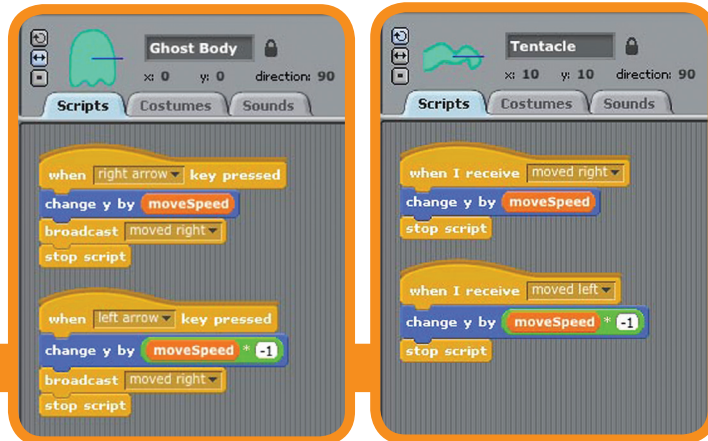 Ghost Body
x: 0 y: 0 direction: 90
Scripts Costumes Sounds
when right arrow key pressed
change y by moveSpeed
broadcast moved right
stop script
when left arrow key pressed
change y by moveSpeed * -1
broadcast moved right
stop script
Tentacle
x: 10 y: 10 direction: 90
Scripts Costumes Sounds
when I receive moved right
change y by moveSpeed
stop script
when I receive moved left
change y by moveSpeed * -1
stop script